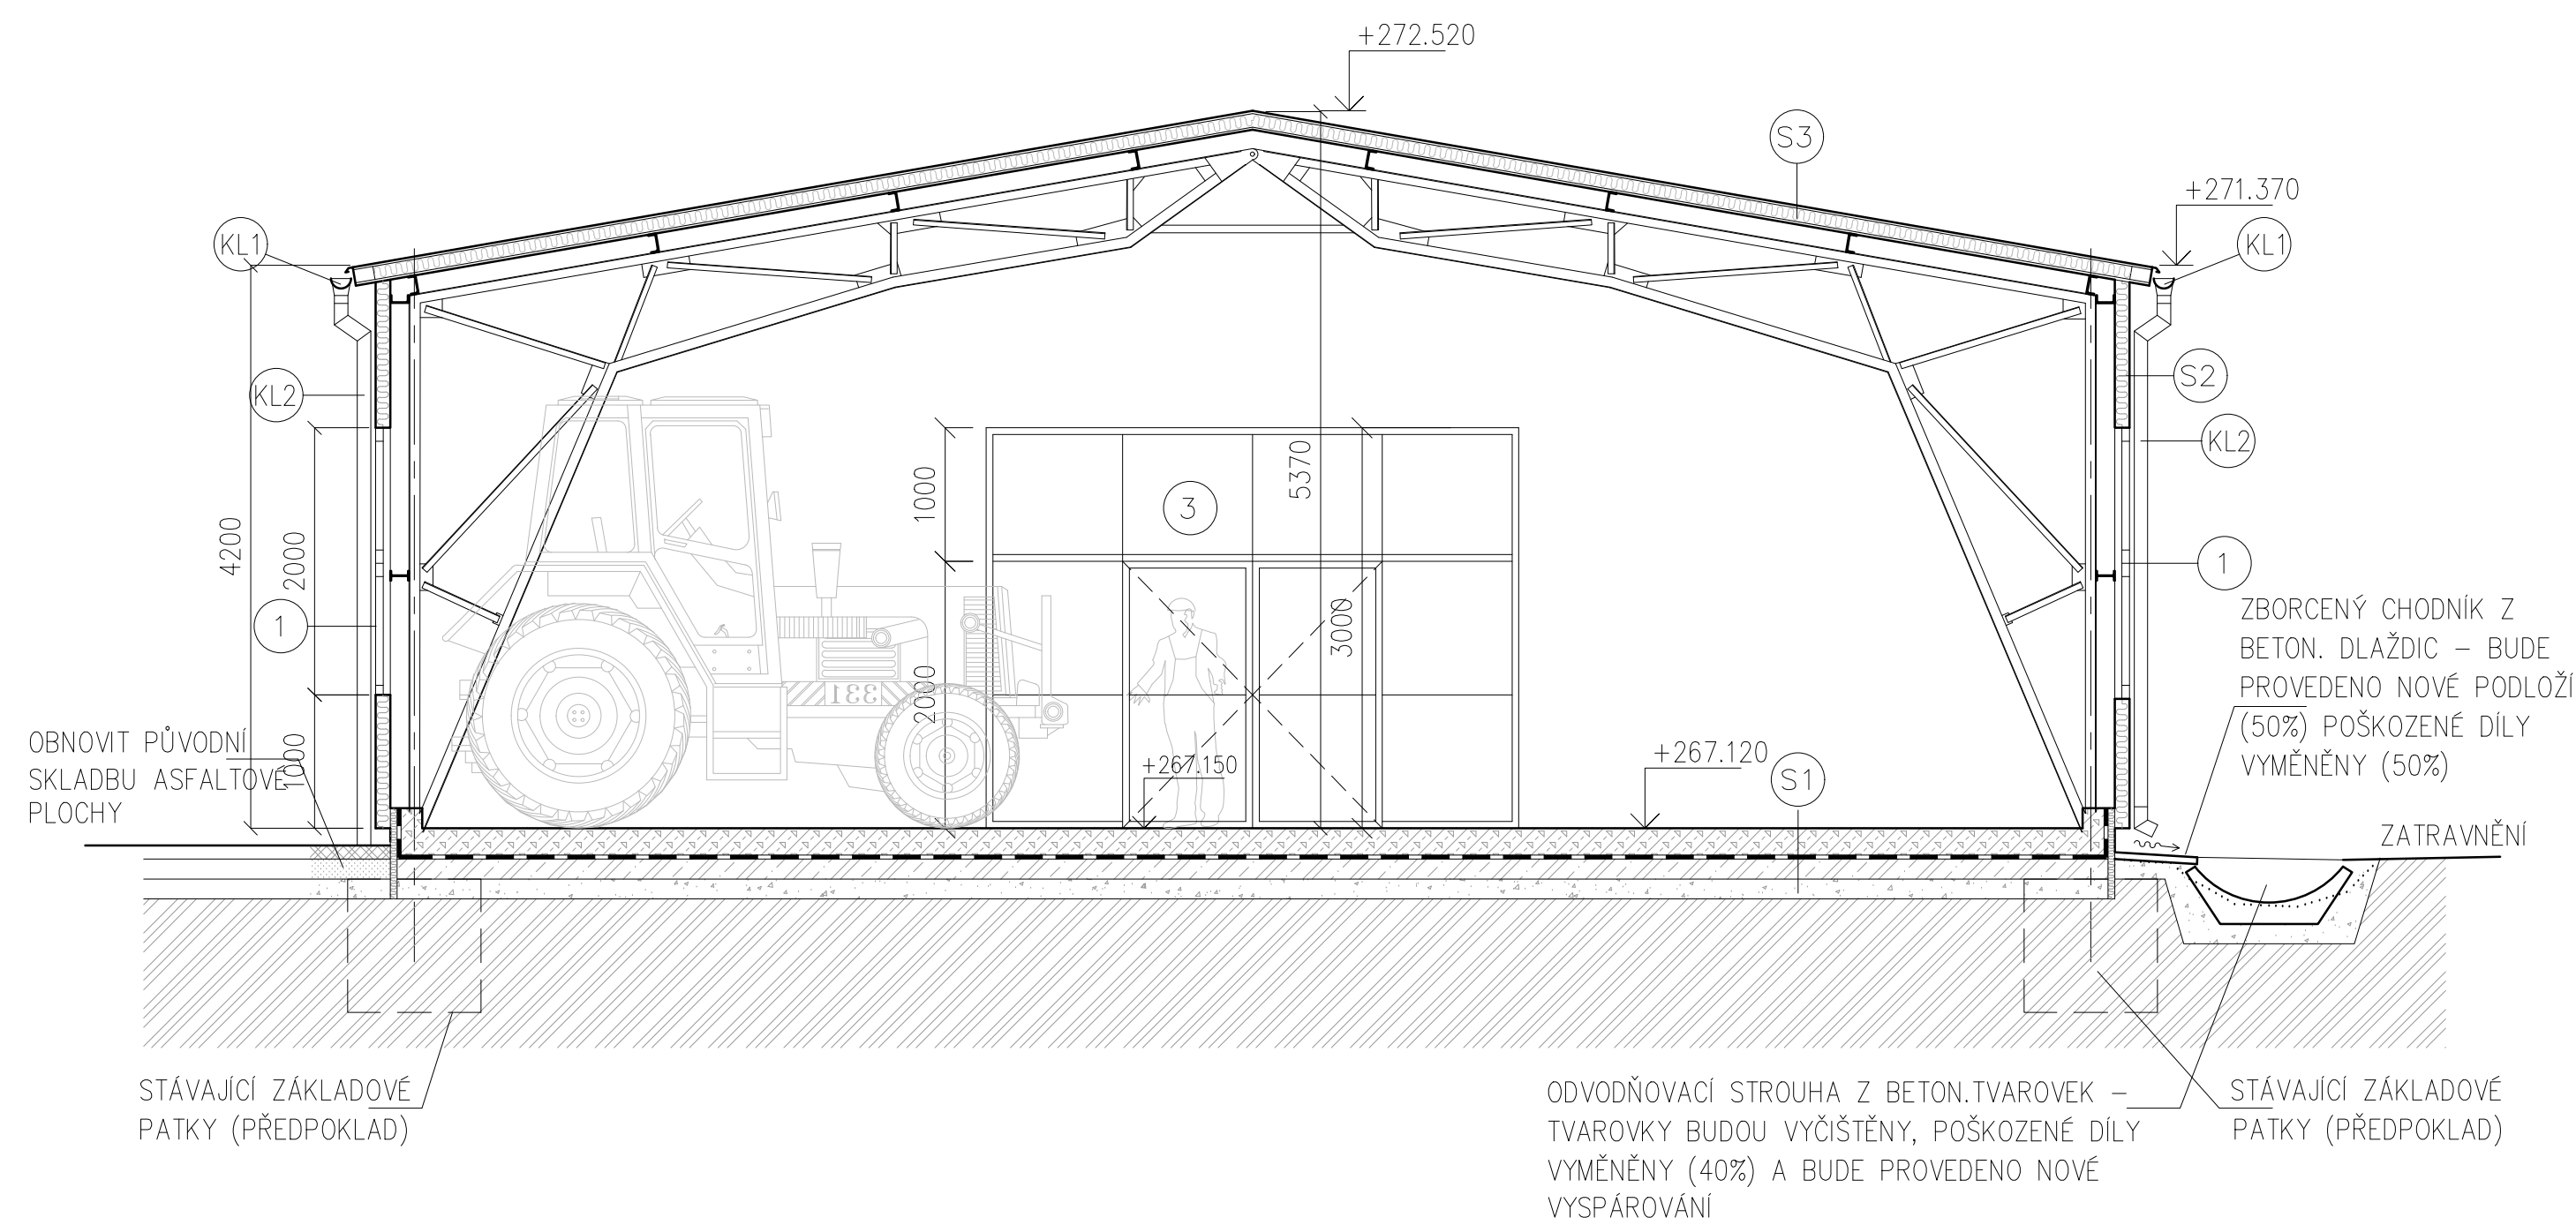 +272.520
S3
+271.370
KL1
KL1
KL2
S2
KL2
1000
3
5370
4200
2000
1
1
3000
2000
331
ZBORCENÝ CHODNÍK Z
BETON. DLAŽDIC – BUDE
PROVEDENO NOVÉ PODLOŽÍ
(50%) POŠKOZENÉ DÍLY
VYMĚNĚNY (50%)
OBNOVIT PŮVODNÍ
SKLADBU ASFALTOVÉ
PLOCHY
1000
+267.150
+267.120
S1
ZATRAVNĚNÍ
STÁVAJÍCÍ ZÁKLADOVÉ
PATKY (PŘEDPOKLAD)
ODVODŇOVACÍ STROUHA Z BETON.TVAROVEK –
TVAROVKY BUDOU VYČIŠTĚNY, POŠKOZENÉ DÍLY
VYMĚNĚNY (40%) A BUDE PROVEDENO NOVÉ
VYSPÁROVÁNÍ
STÁVAJÍCÍ ZÁKLADOVÉ
PATKY (PŘEDPOKLAD)